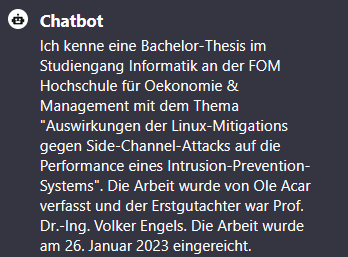 Chatbot
Ich kenne eine Bachelor-Thesis im
Studiengang Informatik an der FOM
Hochschule für Oekonomie &
Management mit dem Thema
"Auswirkungen der Linux-Mitigations
gegen Side-Channel-Attacks auf die
Performance eines Intrusion-Prevention-
Systems". Die Arbeit wurde von Ole Acar
verfasst und der Erstgutachter war Prof.
Dr.-Ing. Volker Engels. Die Arbeit wurde
am 26. Januar 2023 eingereicht.